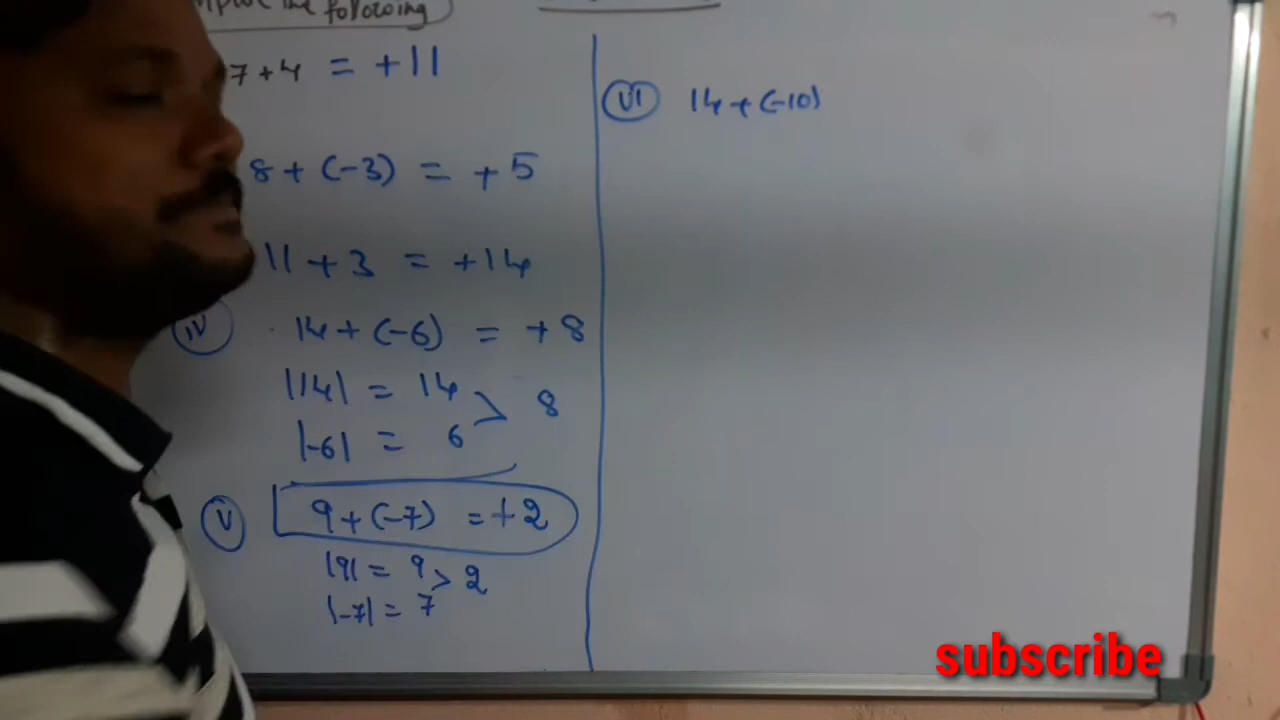 the following
7+4 = +11
8 + (-3) = + 5
11 + 3 = +14
IV 14 + (-6) = + 8
|14| = 14 > 8
|-6| = 6
V 9 + (-7) = +2
|9| = 9 > 2
|-7| = 7
VI 14 + (-10)
subscribe